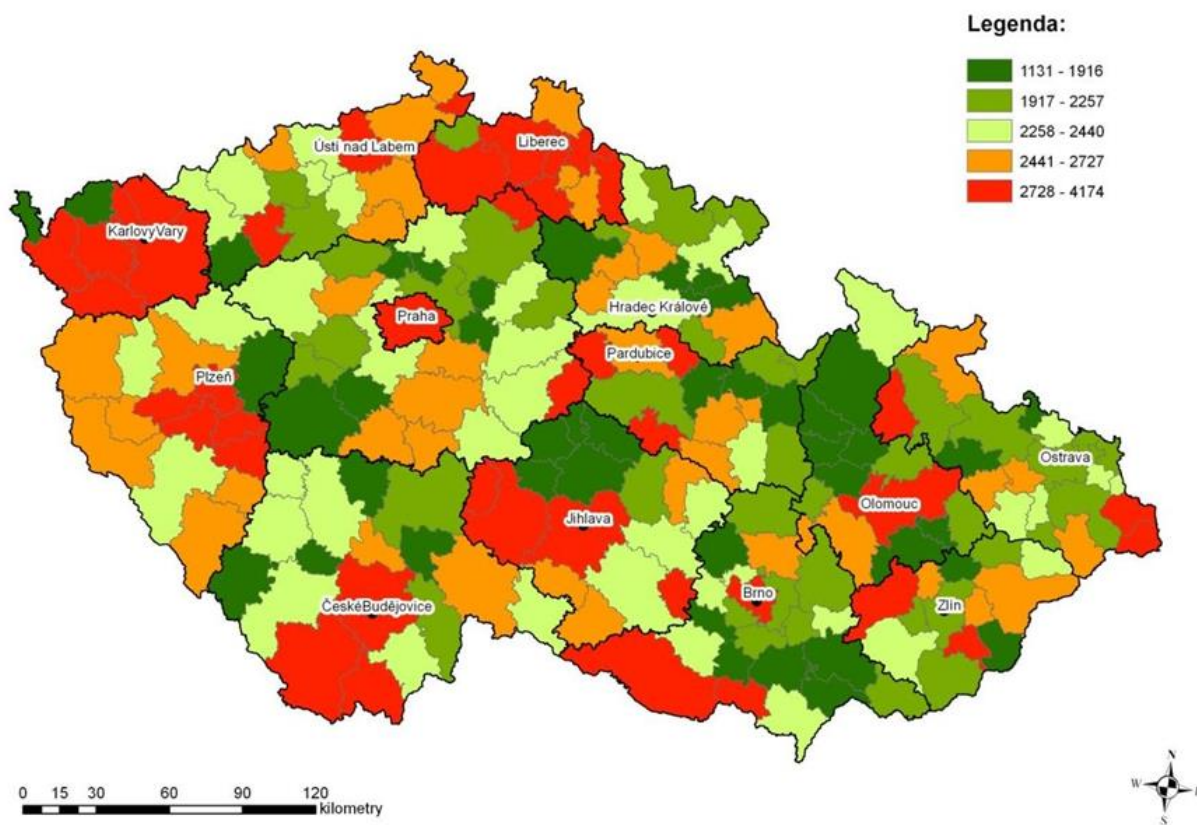 Legenda:
1131 - 1916
1917 - 2257
2258 - 2440
2441 - 2727
2728 - 4174
Ústí nad Labem
Liberec
KarlovyVary
Praha
Hradec Králové
Pardubice
Plzeň
Ostrava
Olomouc
Jihlava
Brno
Zlín
ČeskéBudějovice
0 15 30 60 90 120
kilometry
N
W E
S